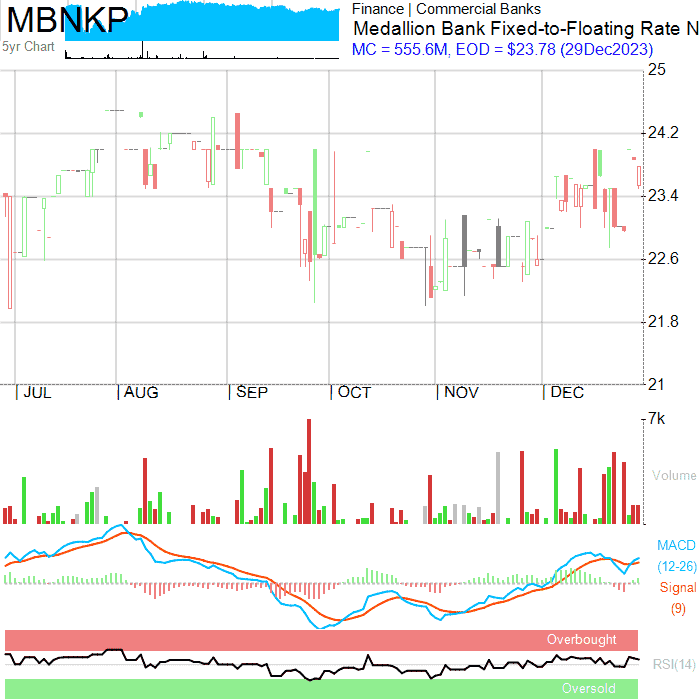 MBNKP
5yr Chart
Finance | Commercial Banks
Medallion Bank Fixed-to-Floating Rate N
MC = 555.6M, EOD = $23.78 (29Dec2023)
25
24.2
23.4
22.6
21.8
21
JUL
AUG
SEP
OCT
NOV
DEC
7k
Volume
MACD
(12-26)
Signal
(9)
Overbought
RSI(14)
Oversold